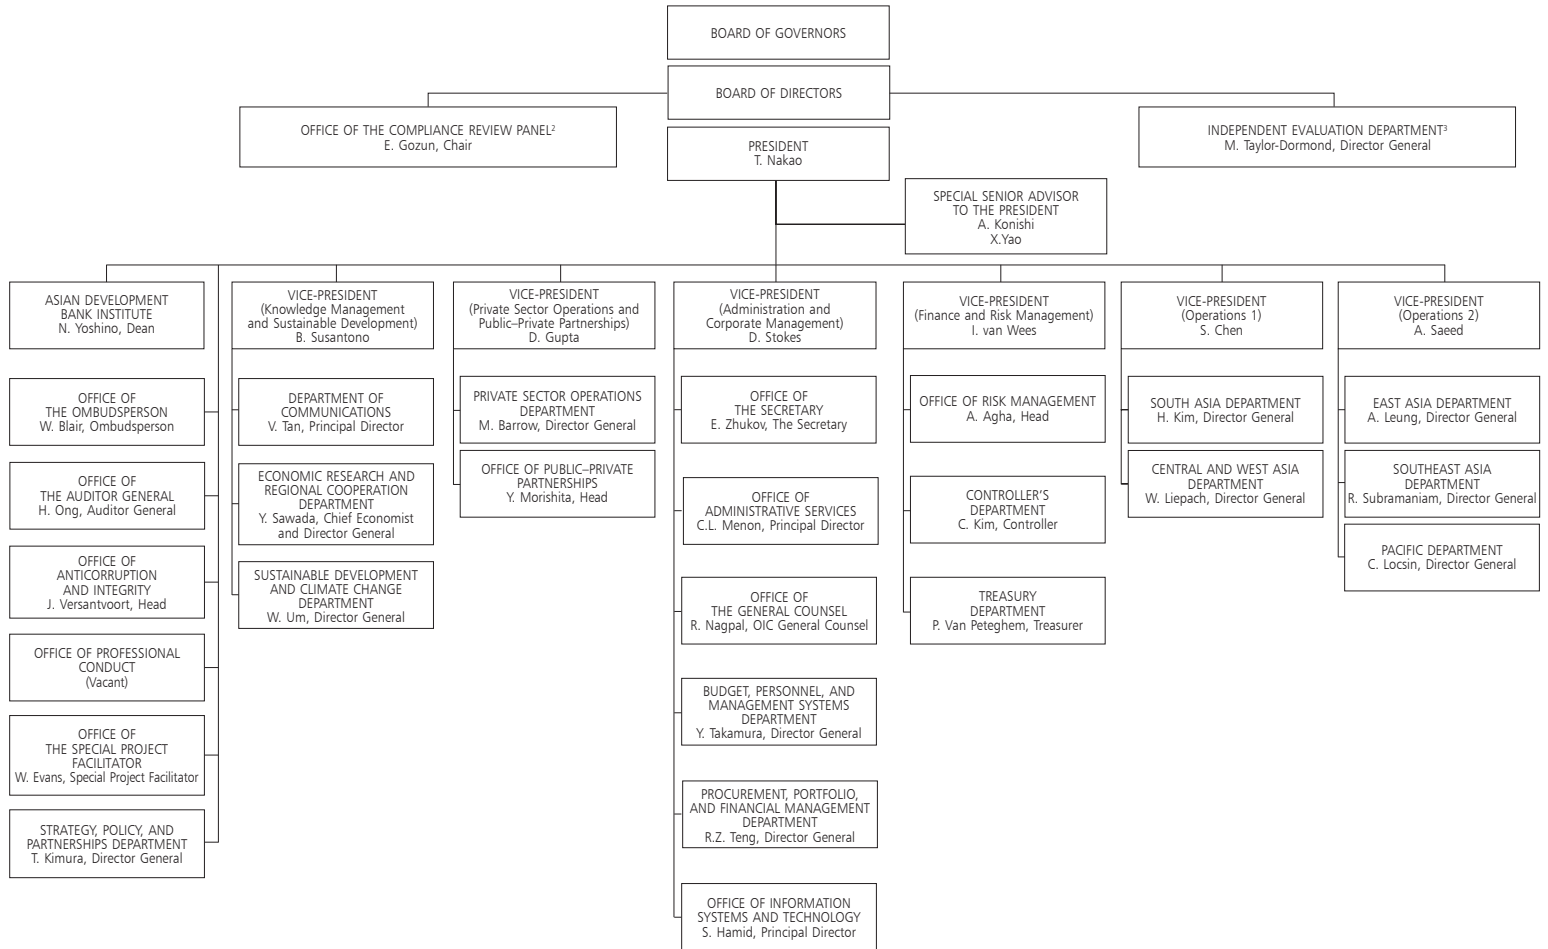 BOARD OF GOVERNORS
BOARD OF DIRECTORS
OFFICE OF THE COMPLIANCE REVIEW PANEL²
E. Gozun, Chair
INDEPENDENT EVALUATION DEPARTMENT³
M. Taylor-Dormond, Director General
PRESIDENT
T. Nakao
SPECIAL SENIOR ADVISOR
TO THE PRESIDENT
A. Konishi
X.Yao
ASIAN DEVELOPMENT
BANK INSTITUTE
N. Yoshino, Dean
OFFICE OF
THE OMBUDSPERSON
W. Blair, Ombudsperson
OFFICE OF
THE AUDITOR GENERAL
H. Ong, Auditor General
OFFICE OF
ANTICORRUPTION
AND INTEGRITY
J. Versantvoort, Head
OFFICE OF PROFESSIONAL
CONDUCT
(Vacant)
OFFICE OF
THE SPECIAL PROJECT
FACILITATOR
W. Evans, Special Project Facilitator
STRATEGY, POLICY, AND
PARTNERSHIPS DEPARTMENT
T. Kimura, Director General
VICE-PRESIDENT
(Knowledge Management
and Sustainable Development)
B. Susantono
DEPARTMENT OF
COMMUNICATIONS
V. Tan, Principal Director
ECONOMIC RESEARCH AND
REGIONAL COOPERATION
DEPARTMENT
Y. Sawada, Chief Economist
and Director General
SUSTAINABLE DEVELOPMENT
AND CLIMATE CHANGE
DEPARTMENT
W. Um, Director General
VICE-PRESIDENT
(Private Sector Operations and
Public–Private Partnerships)
D. Gupta
PRIVATE SECTOR OPERATIONS
DEPARTMENT
M. Barrow, Director General
OFFICE OF PUBLIC–PRIVATE
PARTNERSHIPS
Y. Morishita, Head
VICE-PRESIDENT
(Administration and
Corporate Management)
D. Stokes
OFFICE OF
THE SECRETARY
E. Zhukov, The Secretary
OFFICE OF
ADMINISTRATIVE SERVICES
C.L. Menon, Principal Director
OFFICE OF
THE GENERAL COUNSEL
R. Nagpal, OIC General Counsel
BUDGET, PERSONNEL, AND
MANAGEMENT SYSTEMS
DEPARTMENT
Y. Takamura, Director General
PROCUREMENT, PORTFOLIO,
AND FINANCIAL MANAGEMENT
DEPARTMENT
R.Z. Teng, Director General
OFFICE OF INFORMATION
SYSTEMS AND TECHNOLOGY
S. Hamid, Principal Director
VICE-PRESIDENT
(Finance and Risk Management)
I. van Wees
OFFICE OF RISK MANAGEMENT
A. Agha, Head
CONTROLLER'S
DEPARTMENT
C. Kim, Controller
TREASURY
DEPARTMENT
P. Van Peteghem, Treasurer
VICE-PRESIDENT
(Operations 1)
S. Chen
SOUTH ASIA DEPARTMENT
H. Kim, Director General
CENTRAL AND WEST ASIA
DEPARTMENT
W. Liepach, Director General
VICE-PRESIDENT
(Operations 2)
A. Saeed
EAST ASIA DEPARTMENT
A. Leung, Director General
SOUTHEAST ASIA
DEPARTMENT
R. Subramaniam, Director General
PACIFIC DEPARTMENT
C. Locsin, Director General